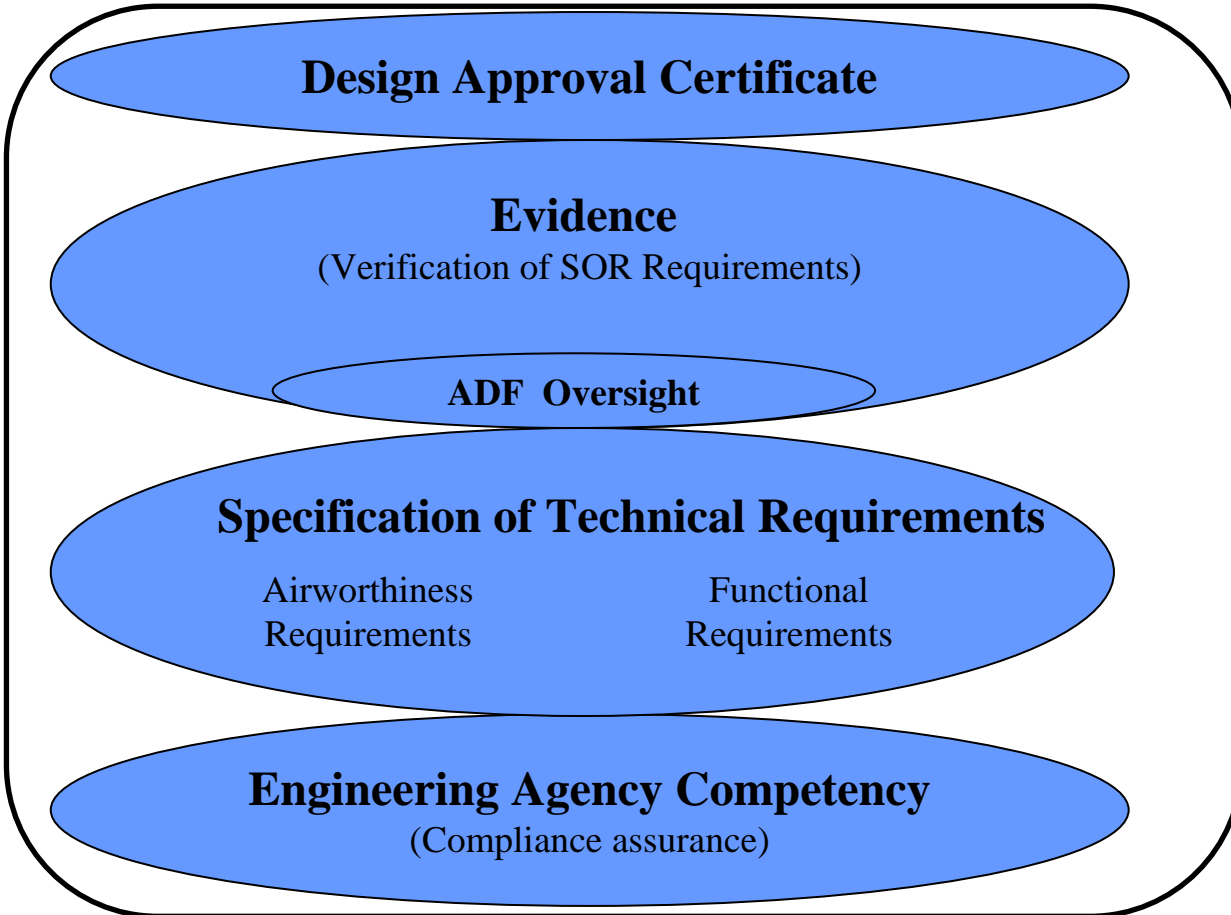 Design Approval Certificate
Evidence
(Verification of SOR Requirements)
ADF Oversight
Specification of Technical Requirements
Airworthiness
Requirements
Functional
Requirements
Engineering Agency Competency
(Compliance assurance)